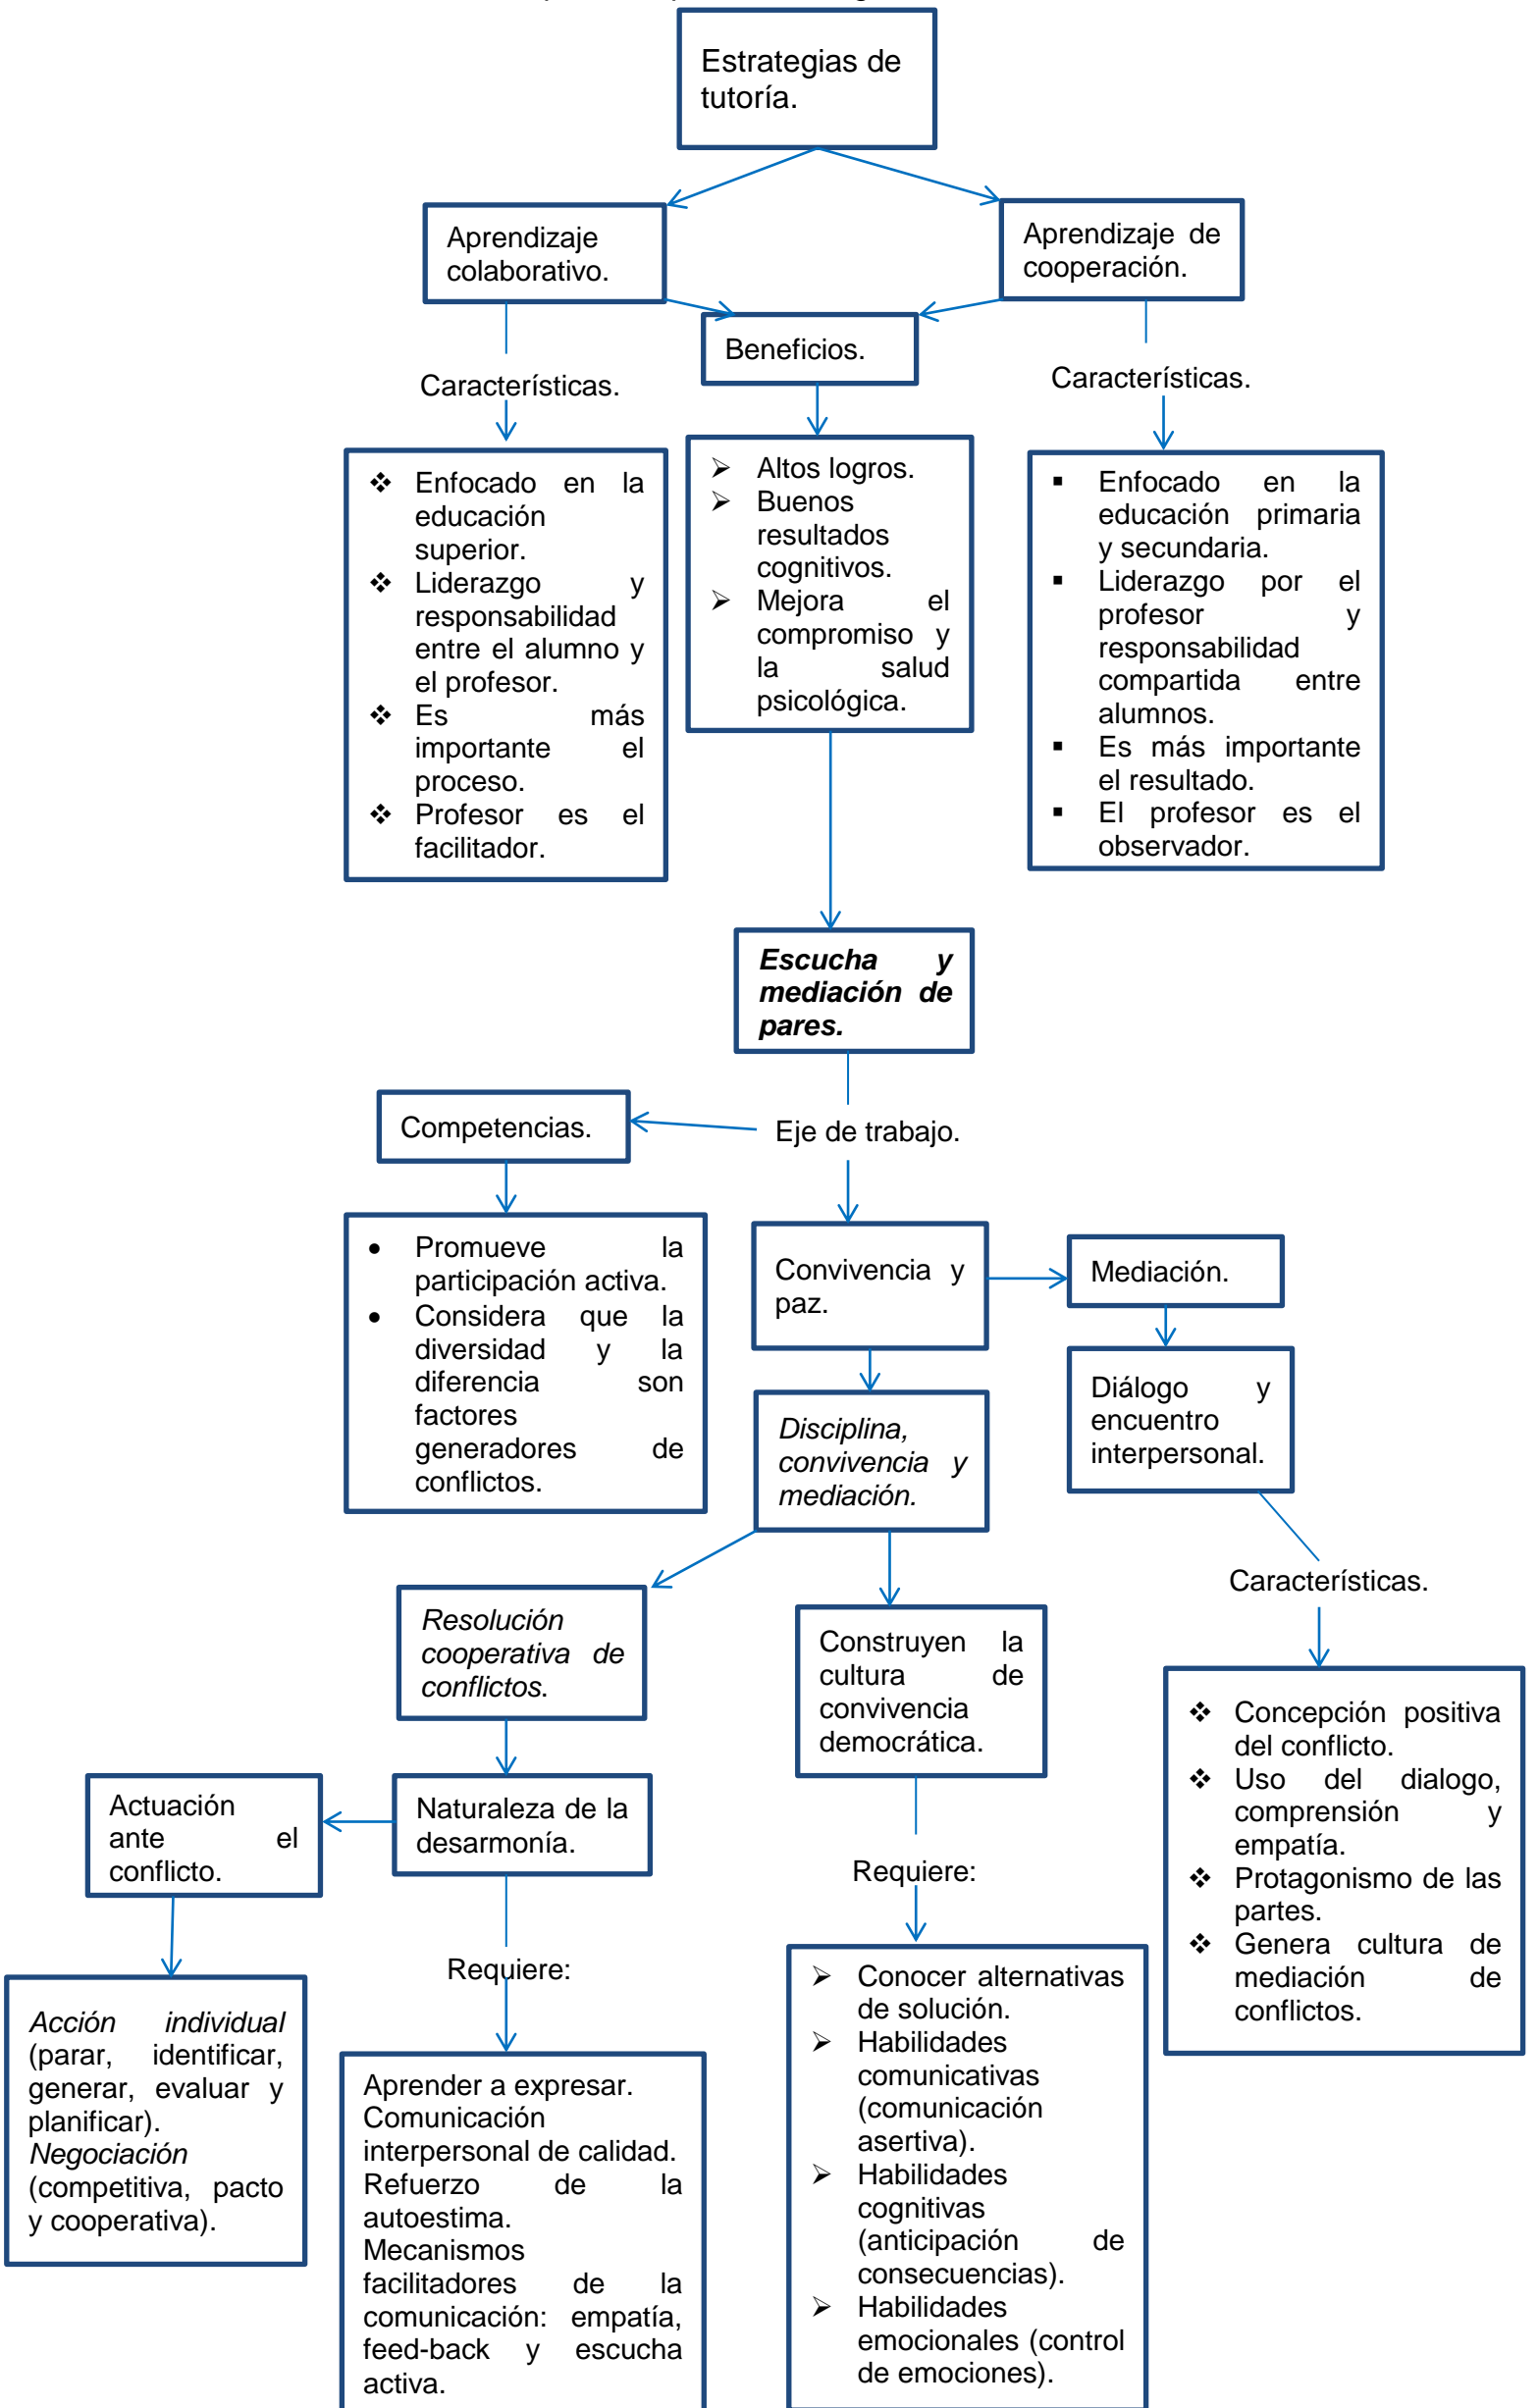 Estrategias de
tutoría.
Aprendizaje
colaborativo.
Aprendizaje de
cooperación.
Beneficios.
Características.
Características.
❖ Enfocado en la
educación
superior.
❖ Liderazgo y
responsabilidad
entre el alumno y
el profesor.
❖ Es más
importante el
proceso.
❖ Profesor es el
facilitador.
➢ Altos logros.
➢ Buenos
resultados
cognitivos.
➢ Mejora el
compromiso y
la salud
psicológica.
▪ Enfocado en la
educación primaria
y secundaria.
▪ Liderazgo por el
profesor y
responsabilidad
compartida entre
alumnos.
▪ Es más importante
el resultado.
▪ El profesor es el
observador.
Escucha y
mediación de
pares.
Competencias.
Eje de trabajo.
• Promueve la
participación activa.
• Considera que la
diversidad y la
diferencia son
factores
generadores de
conflictos.
Convivencia y
paz.
Mediación.
Diálogo y
encuentro
interpersonal.
Disciplina,
convivencia y
mediación.
Características.
Resolución
cooperativa de
conflictos.
Construyen la
cultura de
convivencia
democrática.
❖ Concepción positiva
del conflicto.
❖ Uso del dialogo,
comprensión y
empatía.
❖ Protagonismo de las
partes.
❖ Genera cultura de
mediación de
conflictos.
Actuación
ante el
conflicto.
Naturaleza de la
desarmonía.
Requiere:
Requiere:
Acción individual
(parar, identificar,
generar, evaluar y
planificar).
Negociación
(competitiva, pacto
y cooperativa).
Aprender a expresar.
Comunicación
interpersonal de calidad.
Refuerzo de la
autoestima.
Mecanismos
facilitadores de la
comunicación: empatía,
feed-back y escucha
activa.
➢ Conocer alternativas
de solución.
➢ Habilidades
comunicativas
(comunicación
asertiva).
➢ Habilidades
cognitivas
(anticipación de
consecuencias).
➢ Habilidades
emocionales (control
de emociones).